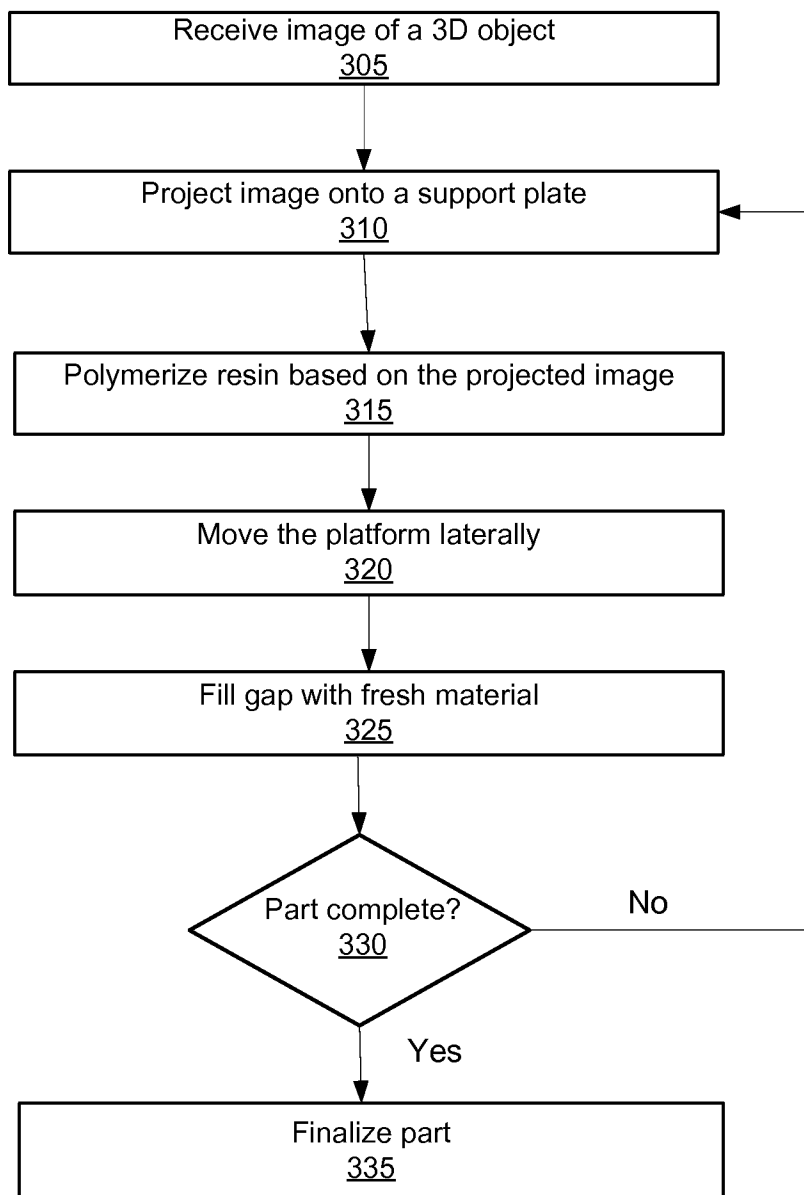 Receive image of a 3D object
305
Project image onto a support plate
310
Polymerize resin based on the projected image
315
Move the platform laterally
320
Fill gap with fresh material
325
Part complete?
330
No
Yes
Finalize part
335